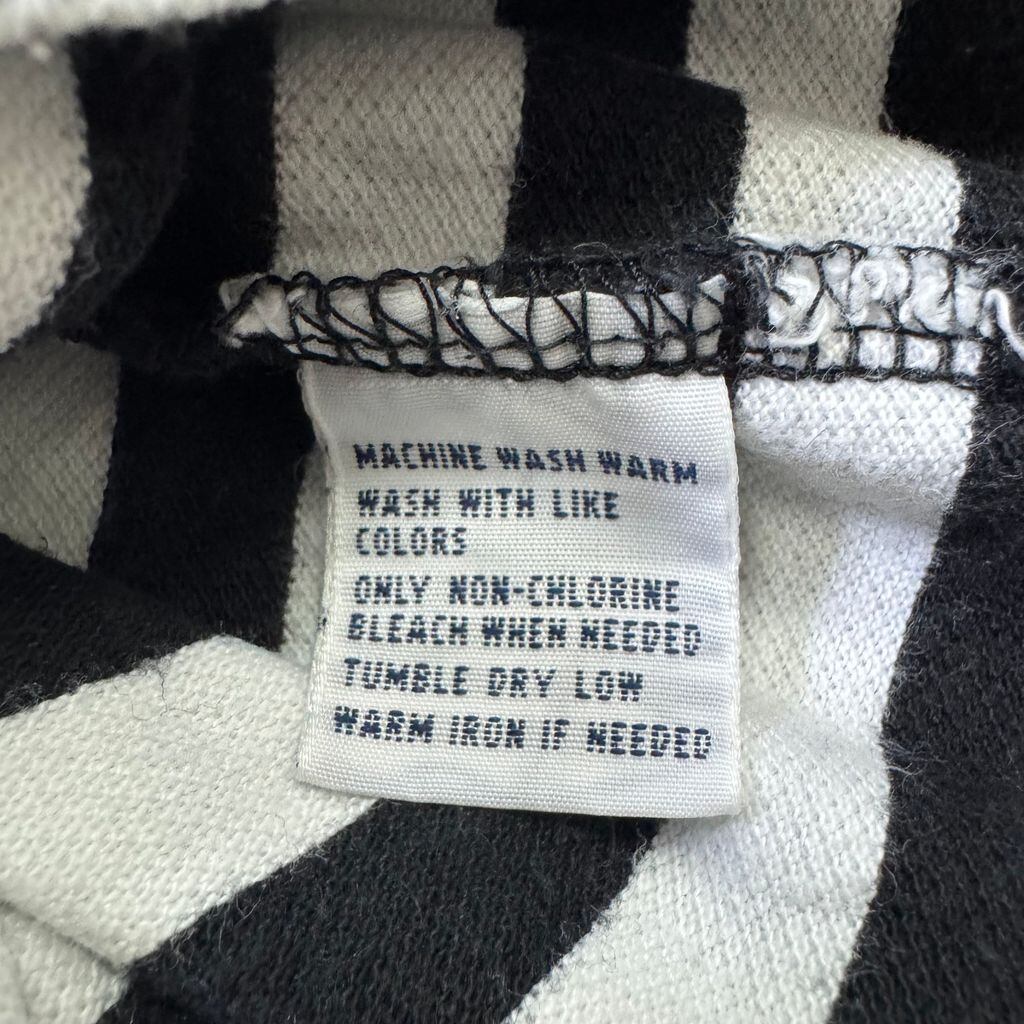 MACHINE WASH WARM
WASH WITH LIKE
COLORS
ONLY NON-CHLORINE
BLEACH WHEN NEEDED
TUMBLE DRY LOW
WARM IRON IF NEEDED